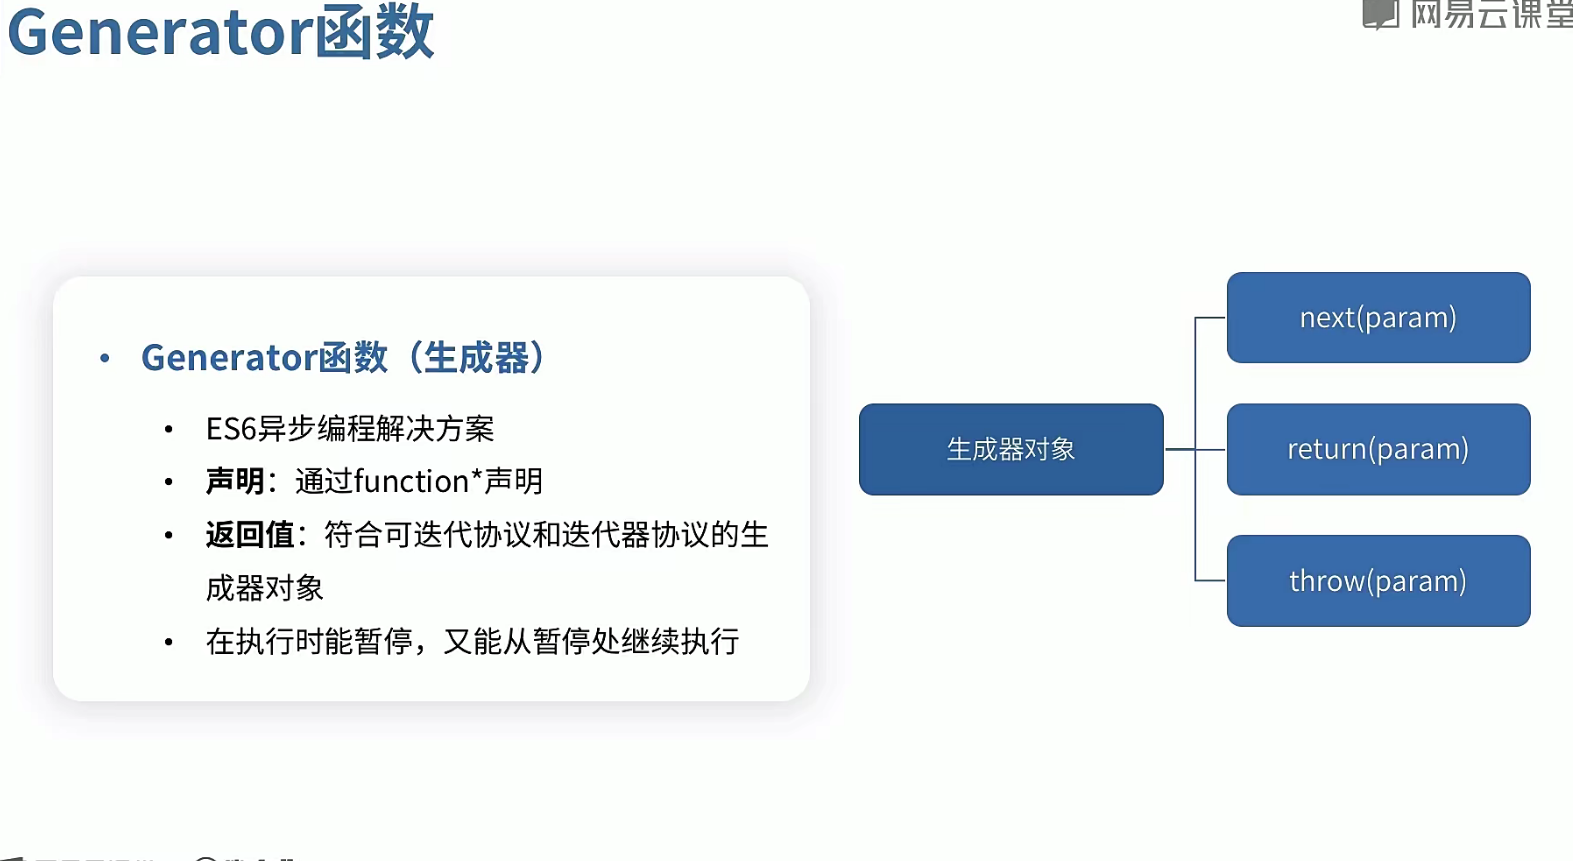 Generator函数
网易云课堂
Generator函数（生成器）
ES6异步编程解决方案
声明：通过function*声明
返回值：符合可迭代协议和迭代器协议的生
成器对象
在执行时能暂停，又能从暂停处继续执行
生成器对象
next(param)
return(param)
throw(param)